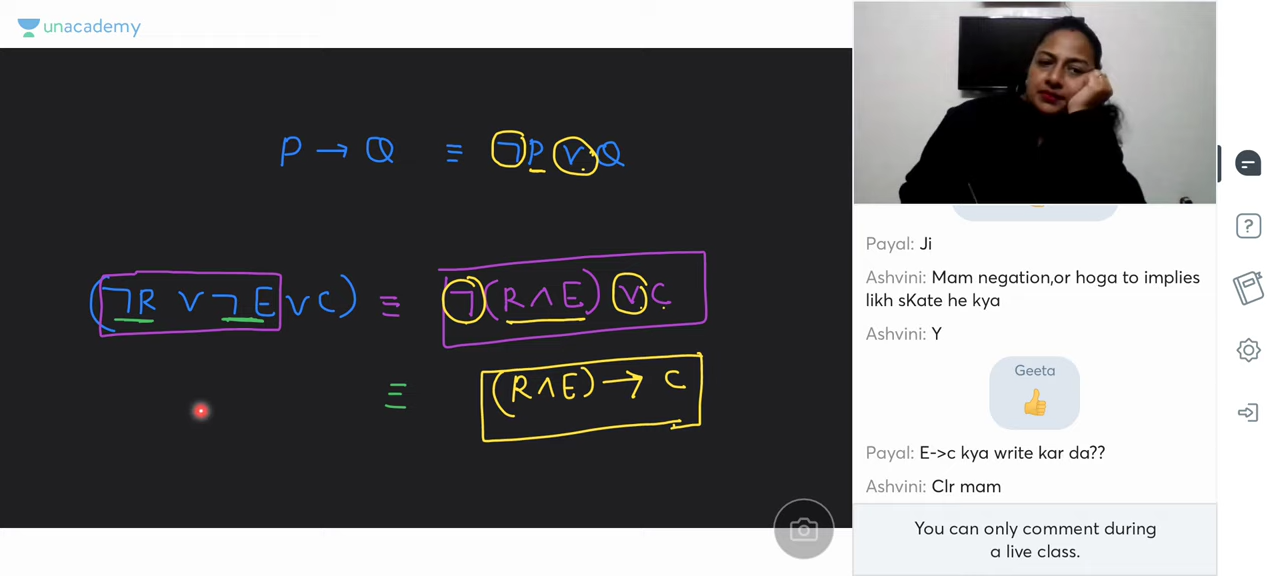 unacademy
P → Q ≡ ¬P ∨ Q
(¬R ∨ ¬E ∨ C) ≡ ¬(R ∧ E) ∨ C
≡ (R ∧ E) → C
Payal: Ji
Ashvini: Mam negation,or hoga to implies
likh sKate he kya
Ashvini: Y
Geeta
Payal: E->c kya write kar da??
Ashvini: Clr mam
You can only comment during
a live class.